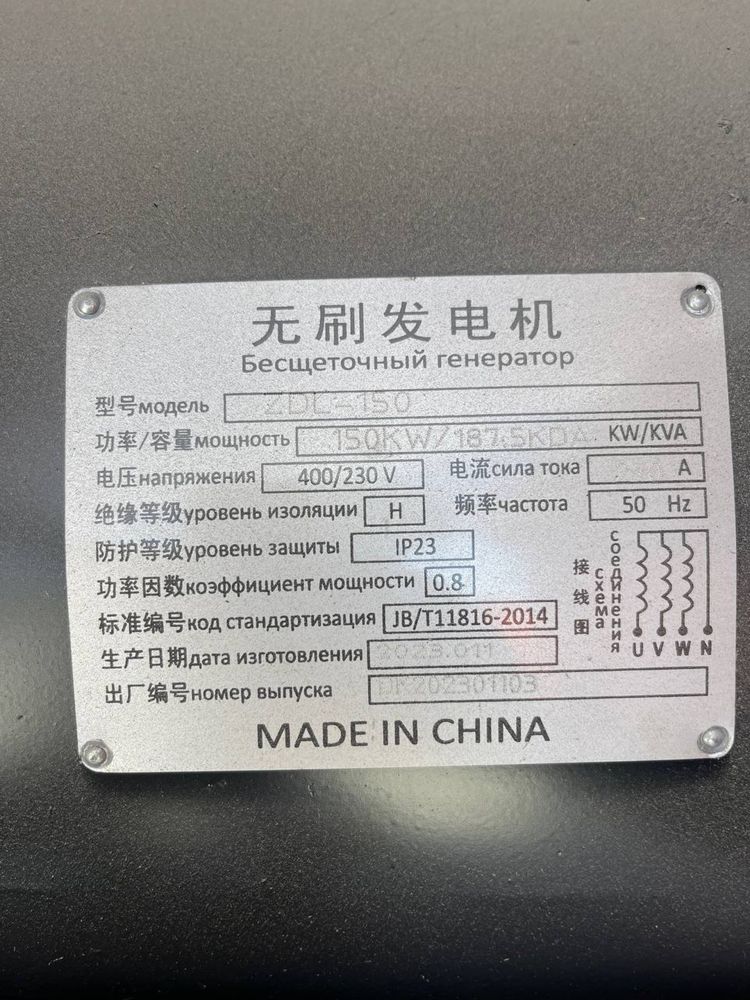 无刷发电机
Бесщеточный генератор
型号модель ZDL-150
功率/容量мощность 150KW/187.5KDA KW/KVA
电压напряжения 400/230 V 电流сила тока A
绝缘等级уровень изоляции H 频率частота 50 Hz
防护等级уровень защиты IP23
功率因数коэффициент мощности 0.8
标准编号код стандартизация JB/T11816-2014
生产日期дата изготовления 2023.011
出厂编号номер выпуска DK202301103
接线图
схема
соединения
U V W N
MADE IN CHINA